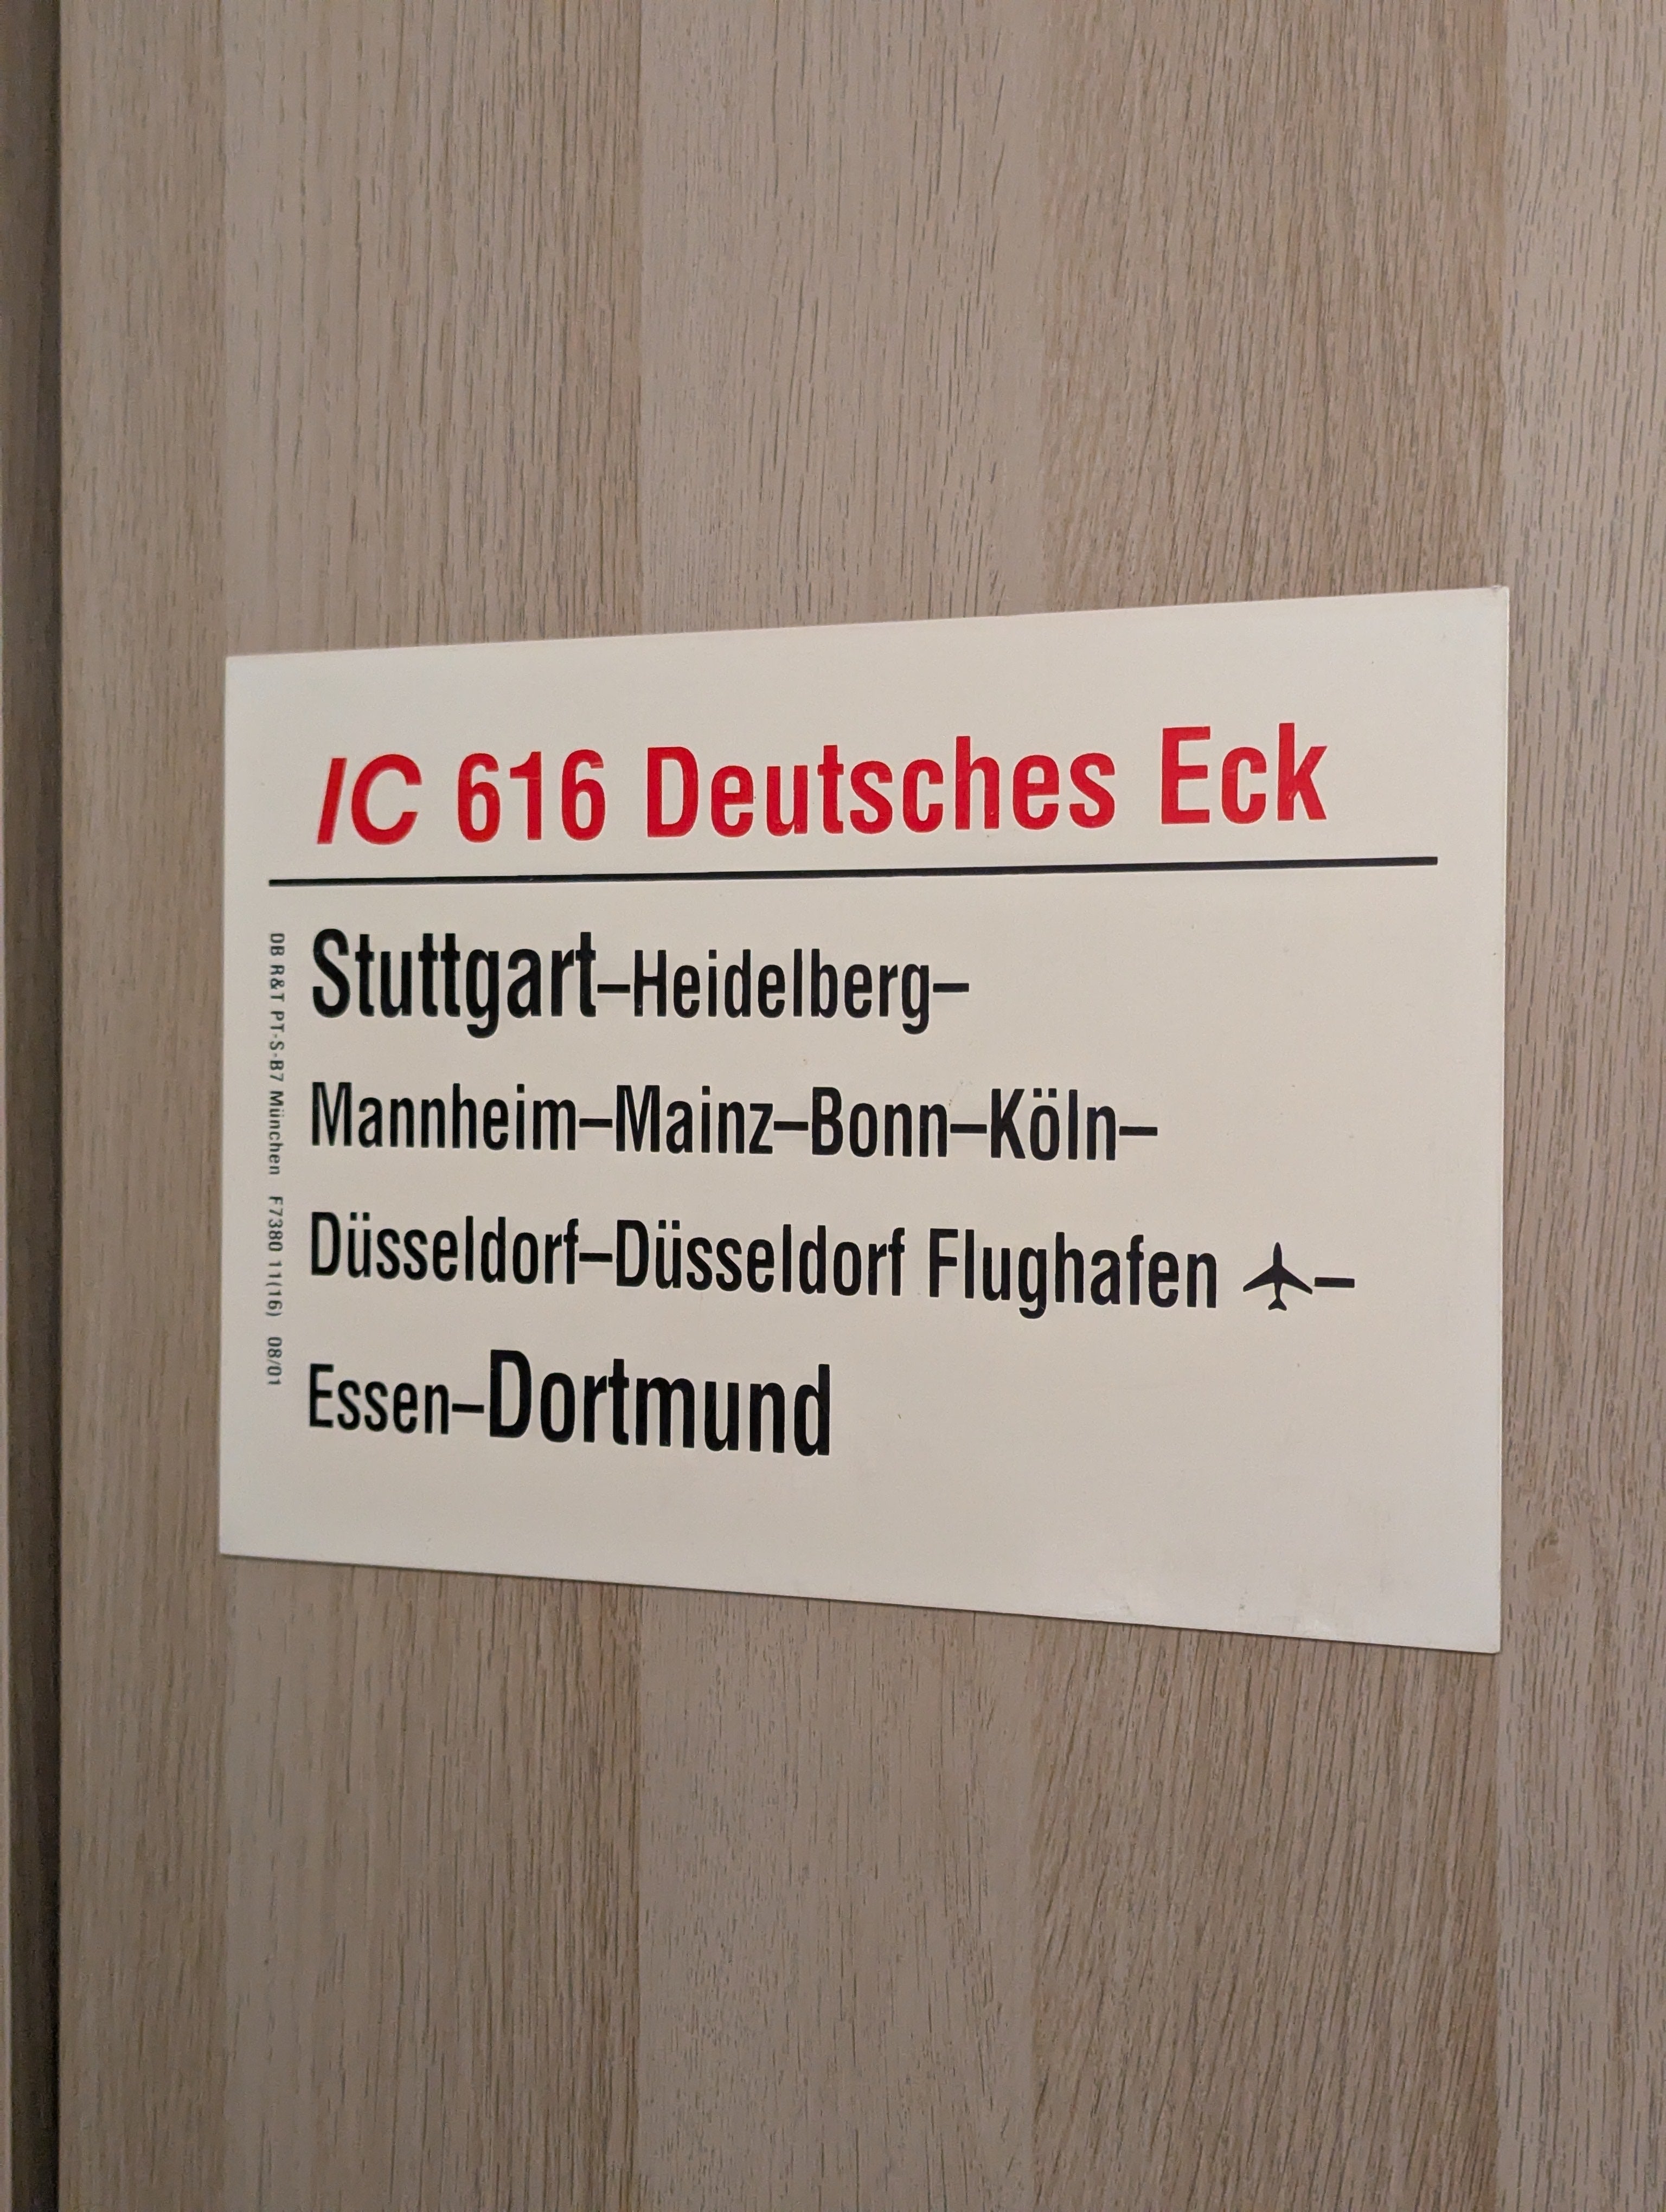 IC 616 Deutsches Eck
Stuttgart–Heidelberg–
Mannheim–Mainz–Bonn–Köln–
Düsseldorf–Düsseldorf Flughafen ✈–
Essen–Dortmund
DB R&T PT-S-B7 München F7380 11(16) 08/01